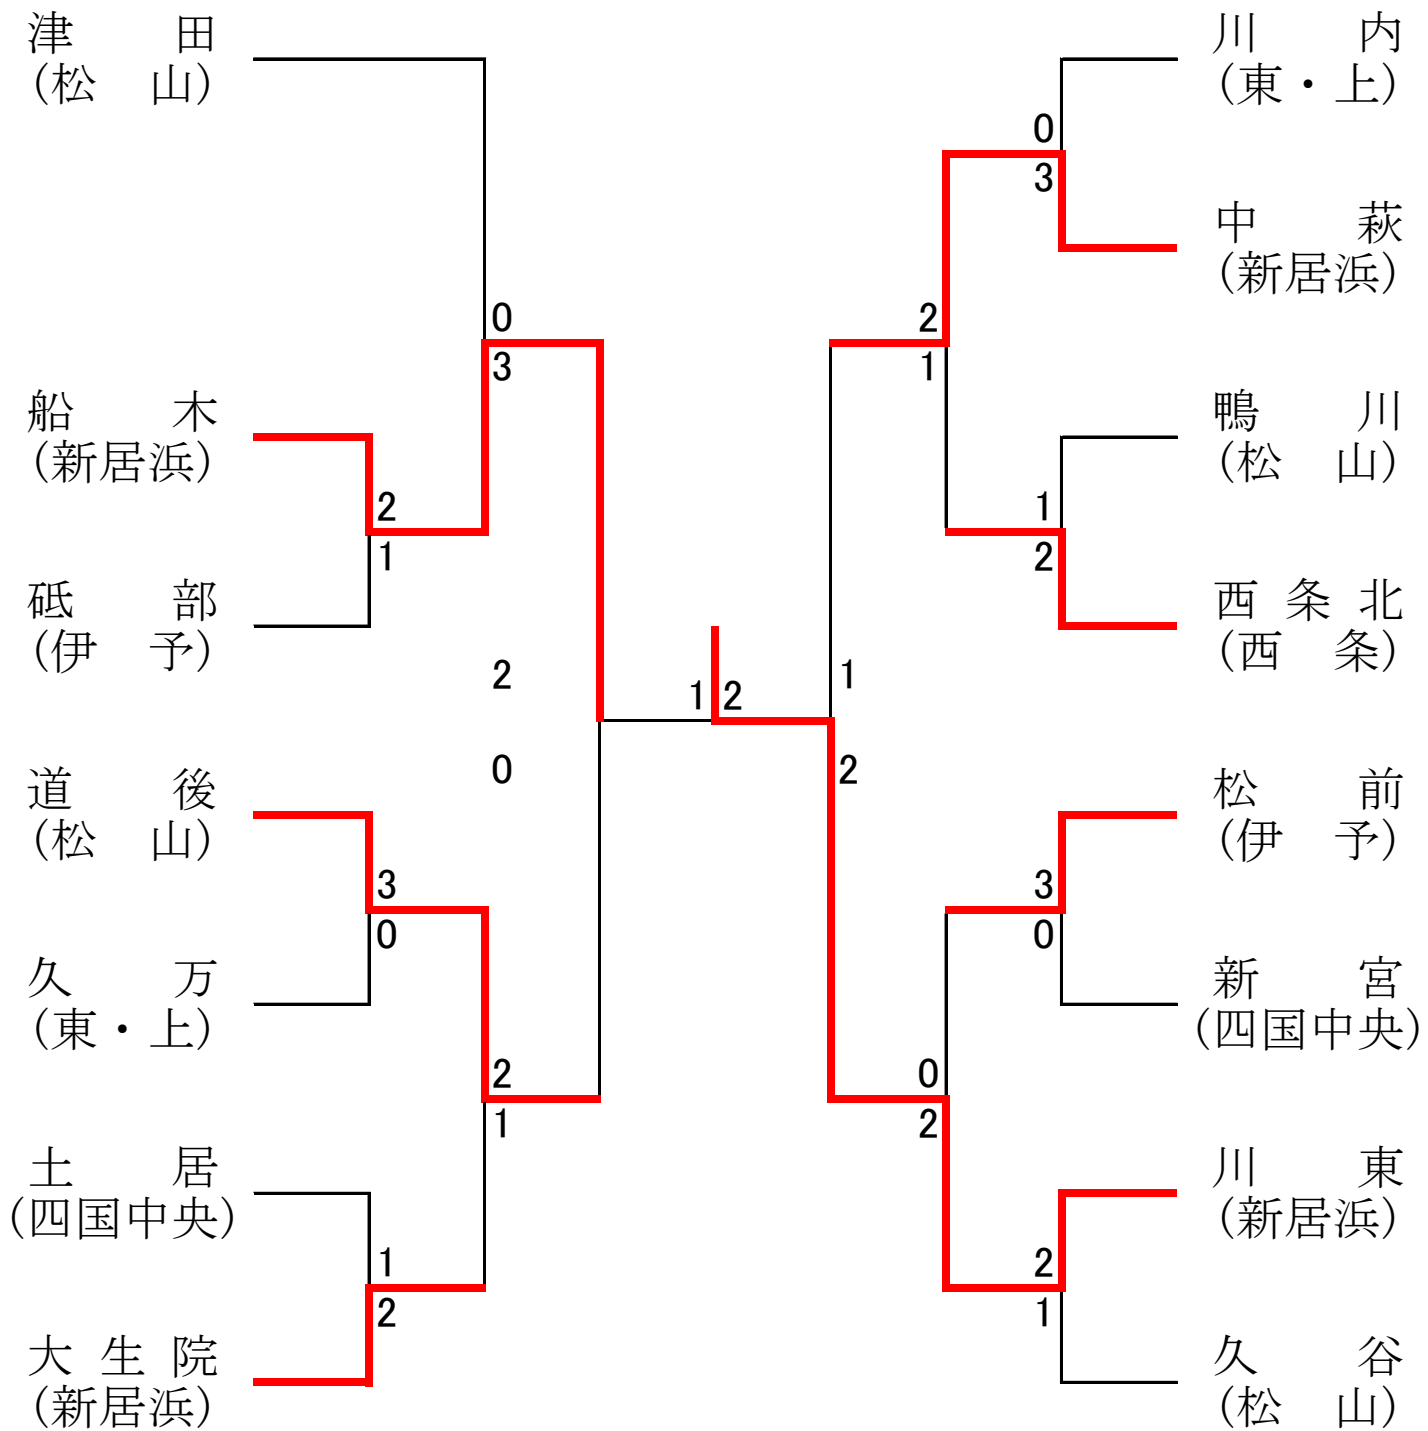 津田
(松山)
船木
(新居浜)
砥部
(伊予)
道後
(松山)
久万
(東・上)
土居
(四国中央)
大生院
(新居浜)
0
3
2
1
2
0
3
0
2
1
1
2
1 2
川内
(東・上)
中萩
(新居浜)
鴨川
(松山)
西条北
(西条)
松前
(伊予)
新宮
(四国中央)
川東
(新居浜)
久谷
(松山)
0
3
2
1
1
2
1
2
3
0
0
2
2
1